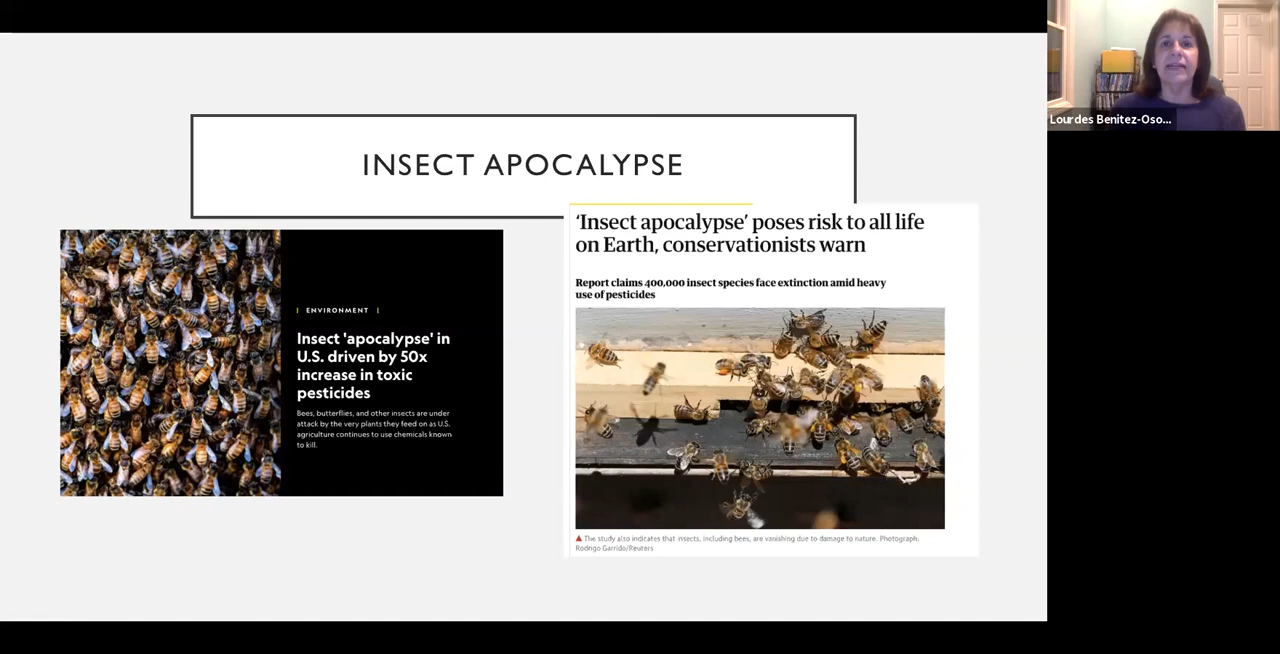 INSECT APOCALYPSE
| ENVIRONMENT |
Insect 'apocalypse' in
U.S. driven by 50x
increase in toxic
pesticides
Bees, butterflies, and other insects are under
attack by the very plants they feed on as U.S.
agriculture continues to use chemicals known
to kill.
‘Insect apocalypse’ poses risk to all life
on Earth, conservationists warn
Report claims 400,000 insect species face extinction amid heavy
use of pesticides
▲ The study also indicates that insects, including bees, are vanishing due to damage to nature. Photograph:
Rodrigo Garrido/Reuters
Lourdes Benitez-Oso...